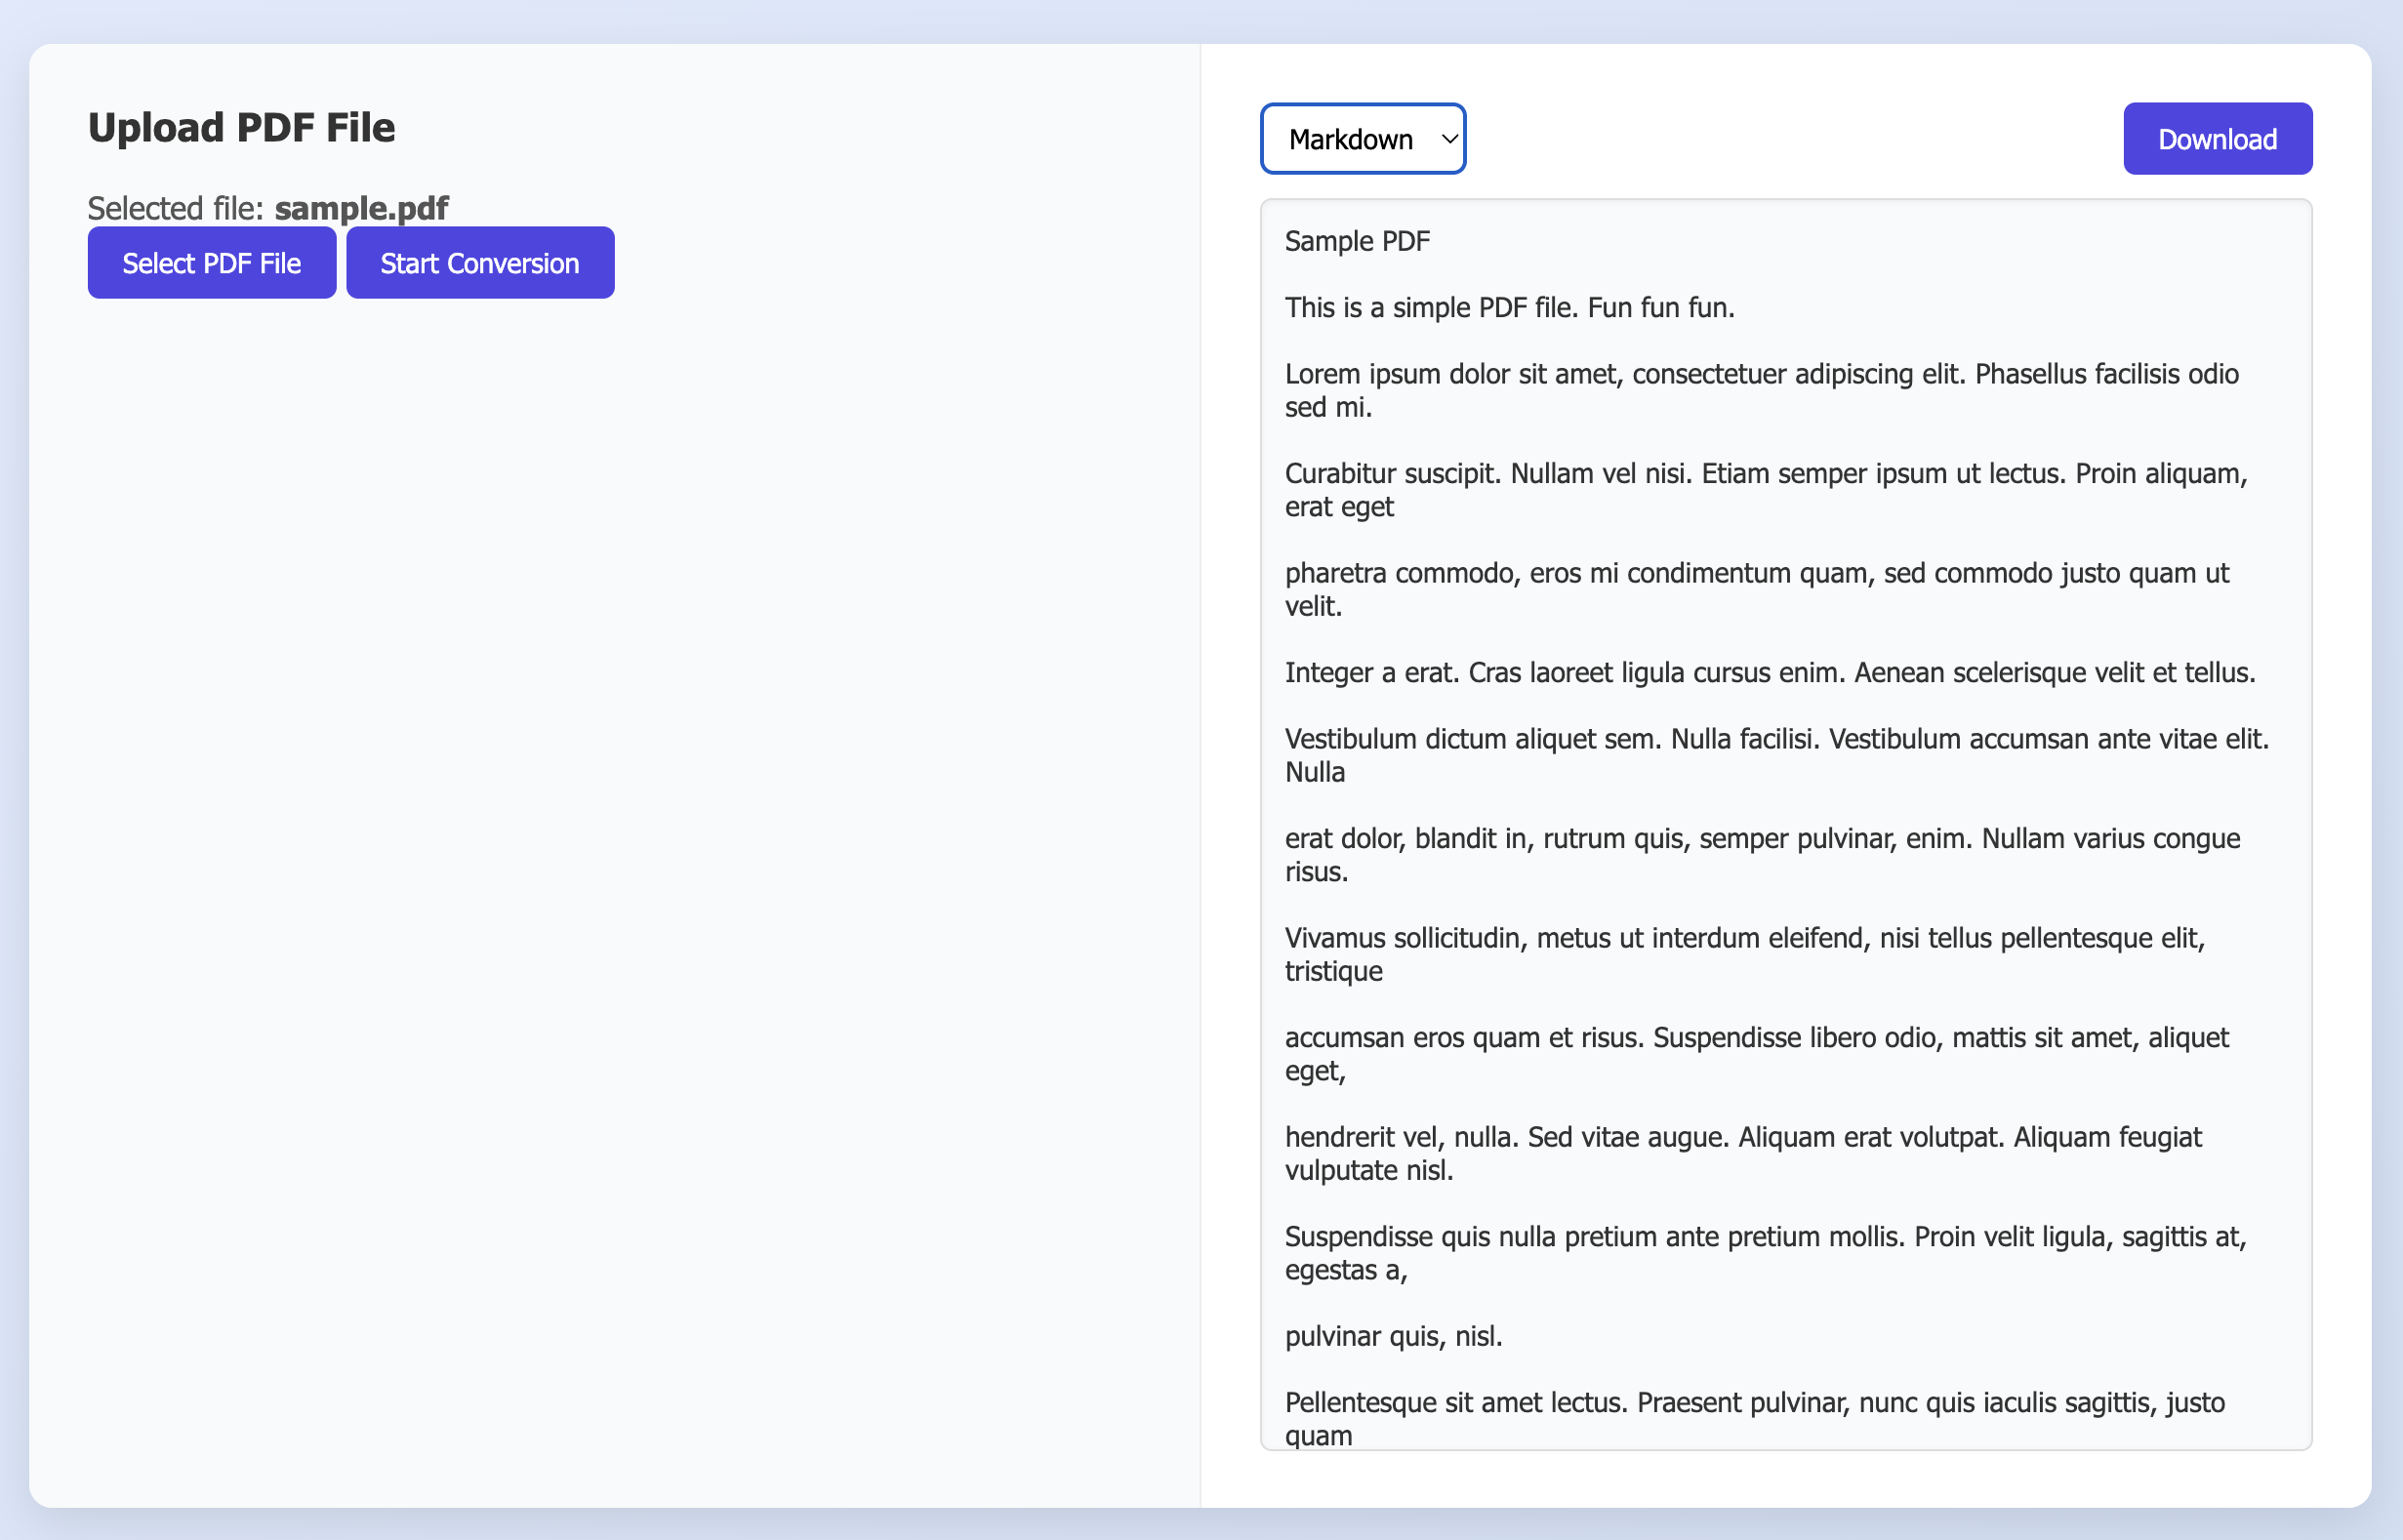 Upload PDF File
Selected file: sample.pdf
Select PDF File
Start Conversion
Markdown
Download
Sample PDF
This is a simple PDF file. Fun fun fun.
Lorem ipsum dolor sit amet, consectetuer adipiscing elit. Phasellus facilisis odio
sed mi.
Curabitur suscipit. Nullam vel nisi. Etiam semper ipsum ut lectus. Proin aliquam,
erat eget
pharetra commodo, eros mi condimentum quam, sed commodo justo quam ut
velit.
Integer a erat. Cras laoreet ligula cursus enim. Aenean scelerisque velit et tellus.
Vestibulum dictum aliquet sem. Nulla facilisi. Vestibulum accumsan ante vitae elit.
Nulla
erat dolor, blandit in, rutrum quis, semper pulvinar, enim. Nullam varius congue
risus.
Vivamus sollicitudin, metus ut interdum eleifend, nisi tellus pellentesque elit,
tristique
accumsan eros quam et risus. Suspendisse libero odio, mattis sit amet, aliquet
eget,
hendrerit vel, nulla. Sed vitae augue. Aliquam erat volutpat. Aliquam feugiat
vulputate nisl.
Suspendisse quis nulla pretium ante pretium mollis. Proin velit ligula, sagittis at,
egestas a,
pulvinar quis, nisl.
Pellentesque sit amet lectus. Praesent pulvinar, nunc quis iaculis sagittis, justo
quam